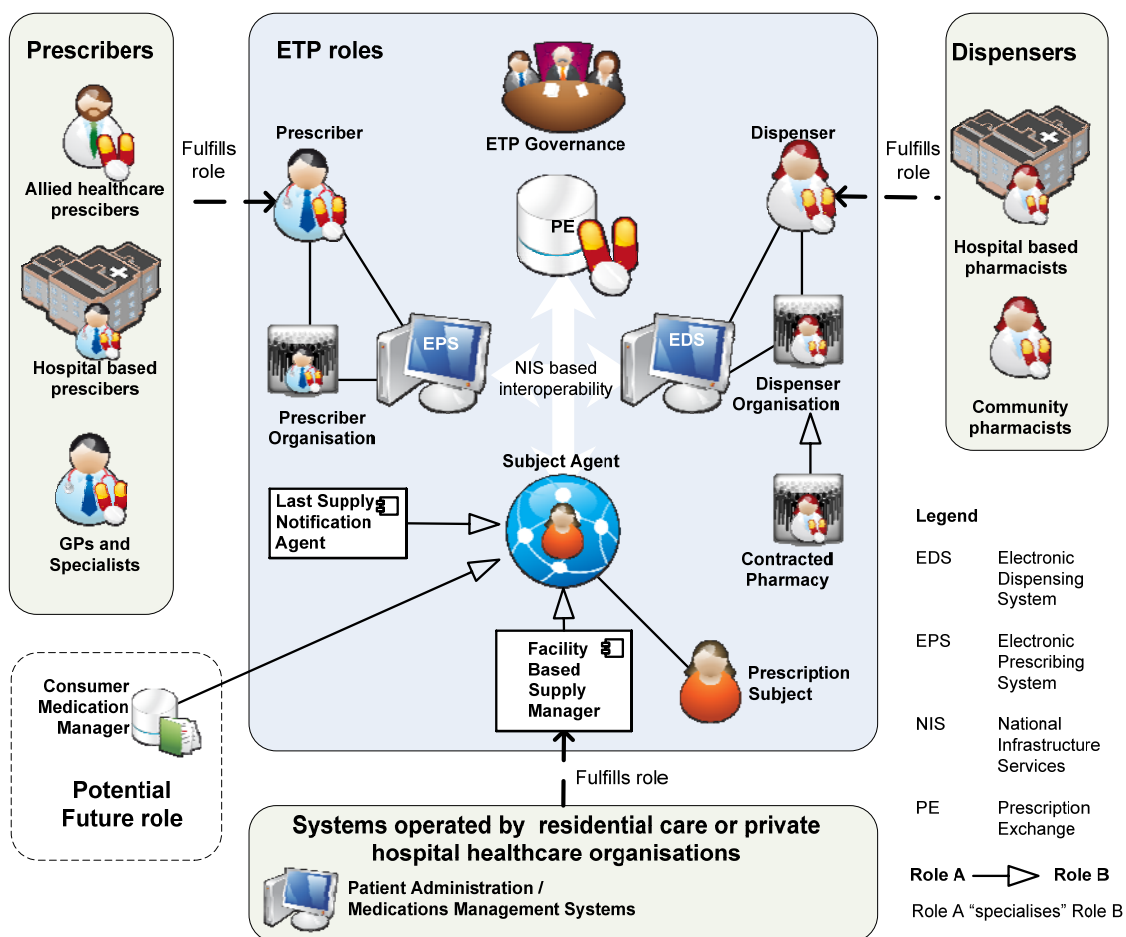 Prescribers
Allied healthcare
prescibers
Hospital based
prescibers
GPs and
Specialists
Fulfills
role
ETP roles
ETP Governance
Prescriber
PE
Dispenser
EPS
EDS
NIS based
interoperability
Prescriber
Organisation
Dispenser
Organisation
Subject Agent
Last Supply
Notification
Agent
Contracted
Pharmacy
Facility
Based
Supply
Manager
Prescription
Subject
Fulfills
role
Dispensers
Hospital based
pharmacists
Community
pharmacists
Consumer
Medication
Manager
Potential
Future role
Fulfills role
Systems operated by residential care or private
hospital healthcare organisations
Patient Administration /
Medications Management Systems
Legend
EDS Electronic
Dispensing
System
EPS Electronic
Prescribing
System
NIS National
Infrastructure
Services
PE Prescription
Exchange
Role A Role B
Role A “specialises” Role B